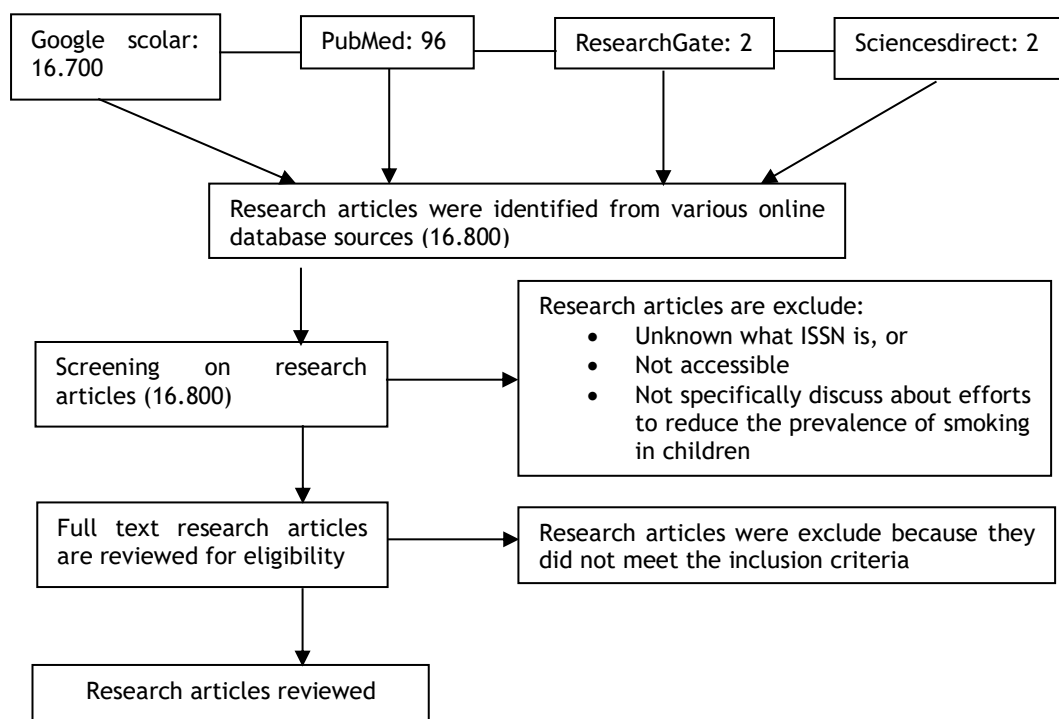 Google scolar:
16.700
PubMed: 96
ResearchGate: 2
Sciencesdirect: 2
Research articles were identified from various online
database sources (16.800)
Screening on research
articles (16.800)
Research articles are exclude:
• Unknown what ISSN is, or
• Not accessible
• Not specifically discuss about efforts
to reduce the prevalence of smoking
in children
Full text research articles
are reviewed for eligibility
Research articles were exclude because they
did not meet the inclusion criteria
Research articles reviewed